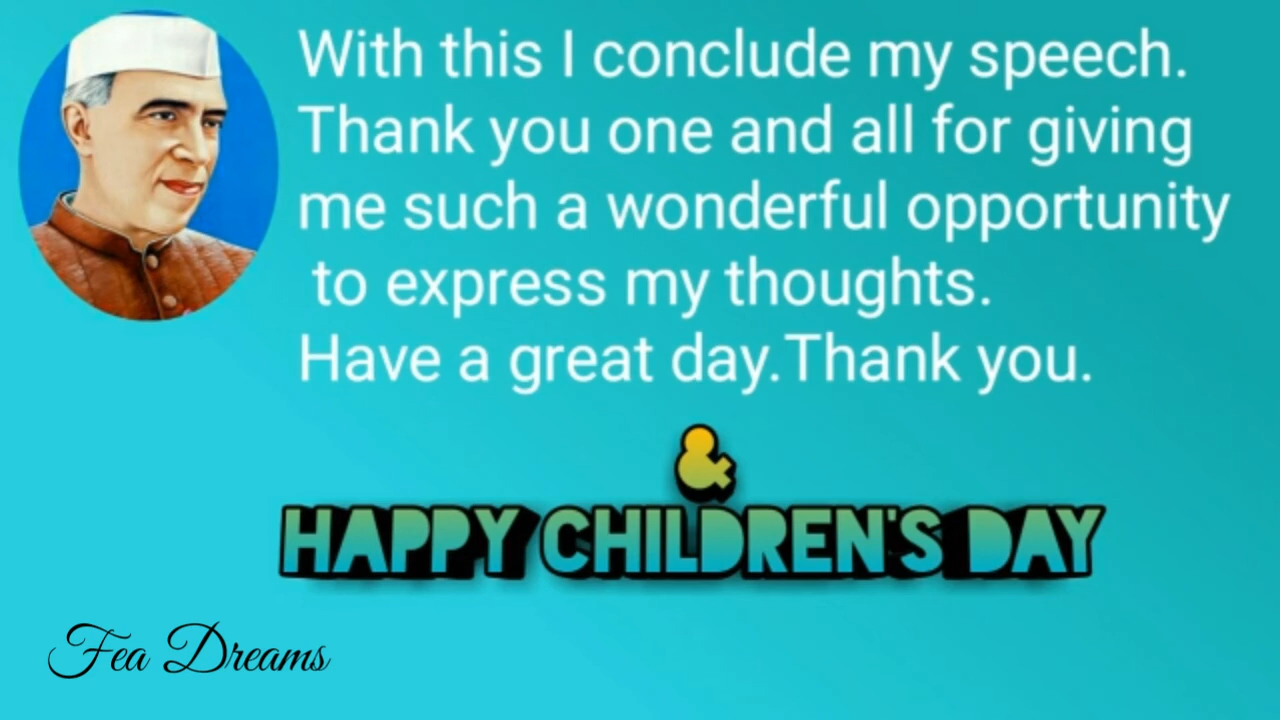 With this I conclude my speech.
Thank you one and all for giving
me such a wonderful opportunity
to express my thoughts.
Have a great day.Thank you.
&
HAPPY CHILDREN'S DAY
Fea Dreams